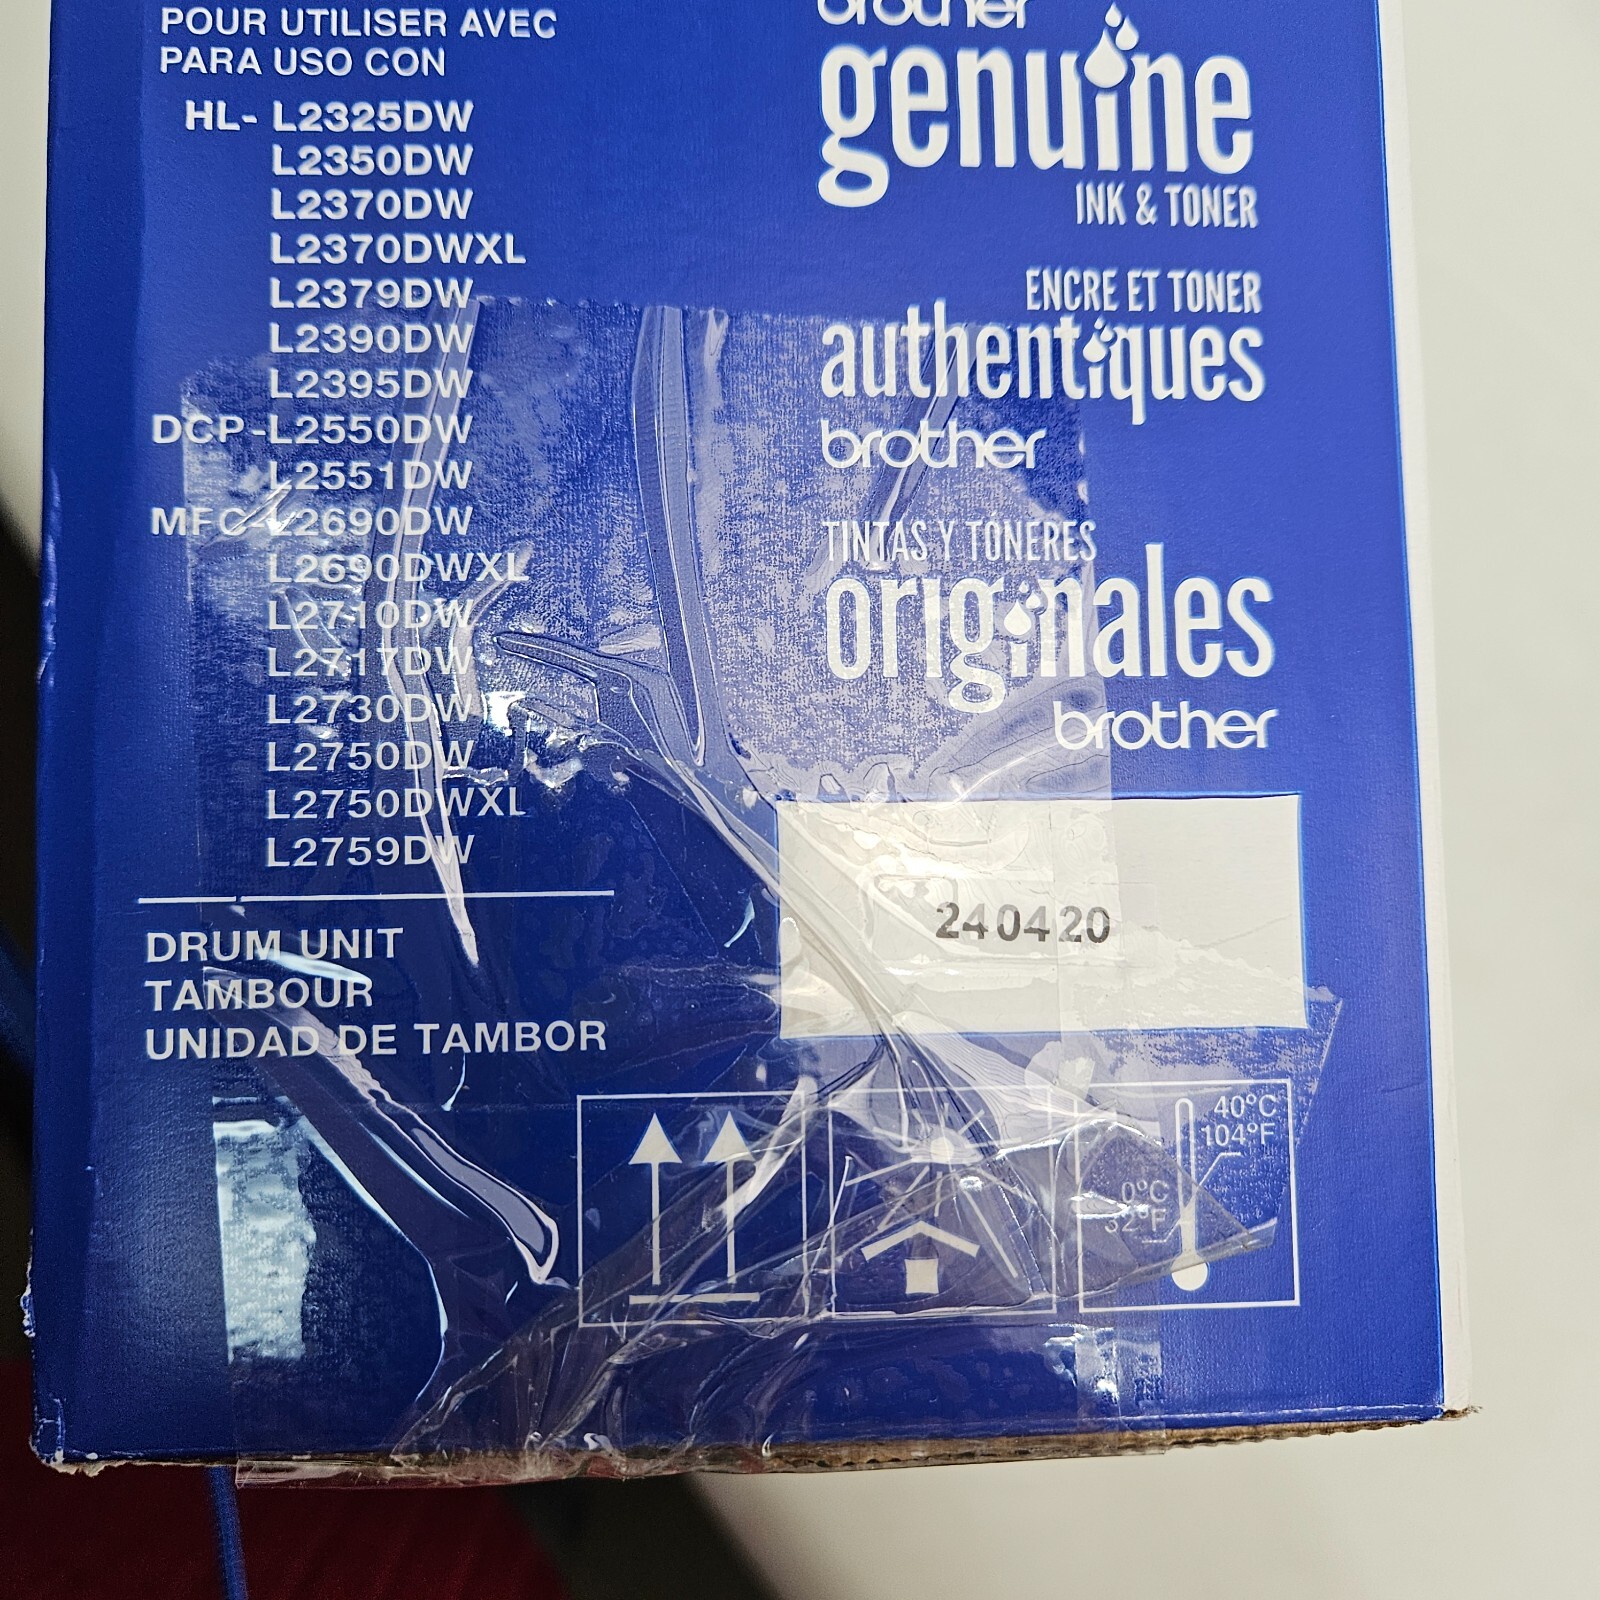 POUR UTILISER AVEC
PARA USO CON
HL- L2325DW
L2350DW
L2370DW
L2370DWXL
L2379DW
L2390DW
L2395DW
DCP-L2550DW
L2551DW
MFC-L2690DW
L2690DWXL
L2710DW
L2717DW
L2730DW
L2750DW
L2750DWXL
L2759DW
DRUM UNIT
TAMBOUR
UNIDAD DE TAMBOR
brother
genuine
INK & TONER
ENCRE ET TONER
authentiques
brother
TINTAS Y TÓNERES
originales
brother
240420
40°C
104°F
0°C
32°F